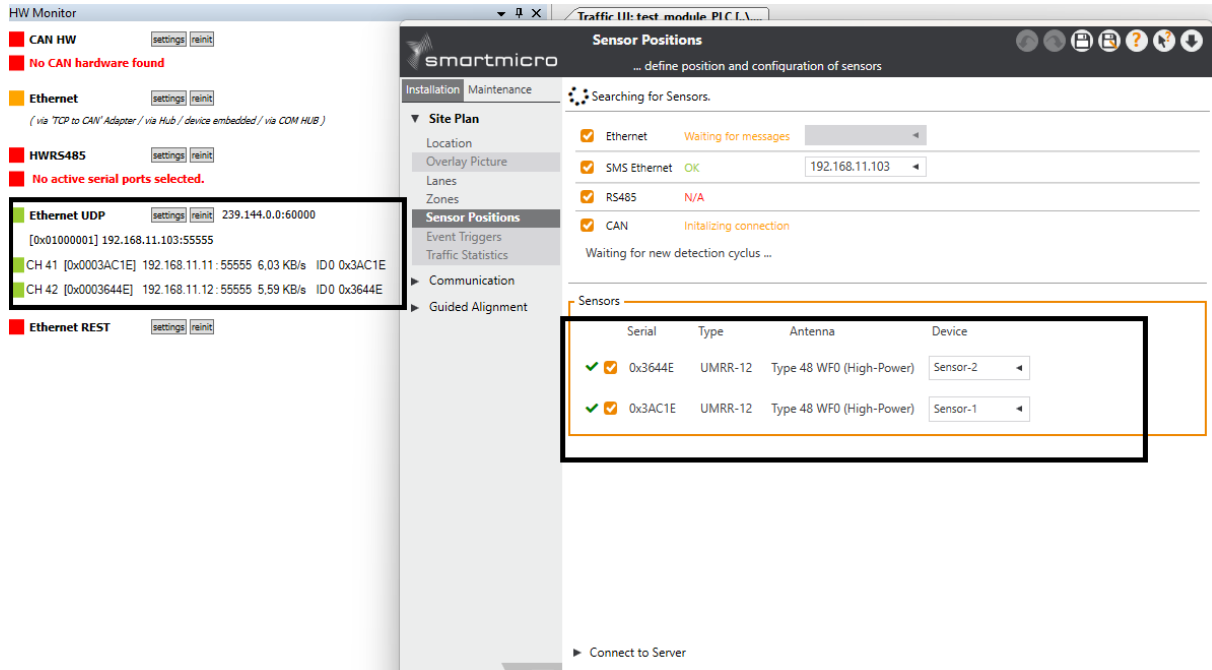 HW Monitor
CAN HW settings reinit
No CAN hardware found
Ethernet settings reinit
( via "TCP to CAN" Adapter / via Hub / device embedded / via COM HUB )
HWRS485 settings reinit
No active serial ports selected.
Ethernet UDP settings reinit 239.144.0.0:60000
[0x01000001] 192.168.11.103:55555
CH 41 [0x0003AC1E] 192.168.11.11 : 55555 6,03 KB/s ID0 0x3AC1E
CH 42 [0x0003644E] 192.168.11.12 : 55555 5,59 KB/s ID0 0x3644E
Ethernet REST settings reinit
Traffic UI: test_module_PLC [..\....
smartmicro
Sensor Positions
... define position and configuration of sensors
Installation Maintenance
Site Plan
Location
Overlay Picture
Lanes
Zones
Sensor Positions
Event Triggers
Traffic Statistics
Communication
Guided Alignment
Searching for Sensors.
Ethernet Waiting for messages
SMS Ethernet OK 192.168.11.103
RS485 N/A
CAN Initalizing connection
Waiting for new detection cyclus ...
Sensors
Serial Type Antenna Device
0x3644E UMRR-12 Type 48 WF0 (High-Power) Sensor-2
0x3AC1E UMRR-12 Type 48 WF0 (High-Power) Sensor-1
Connect to Server